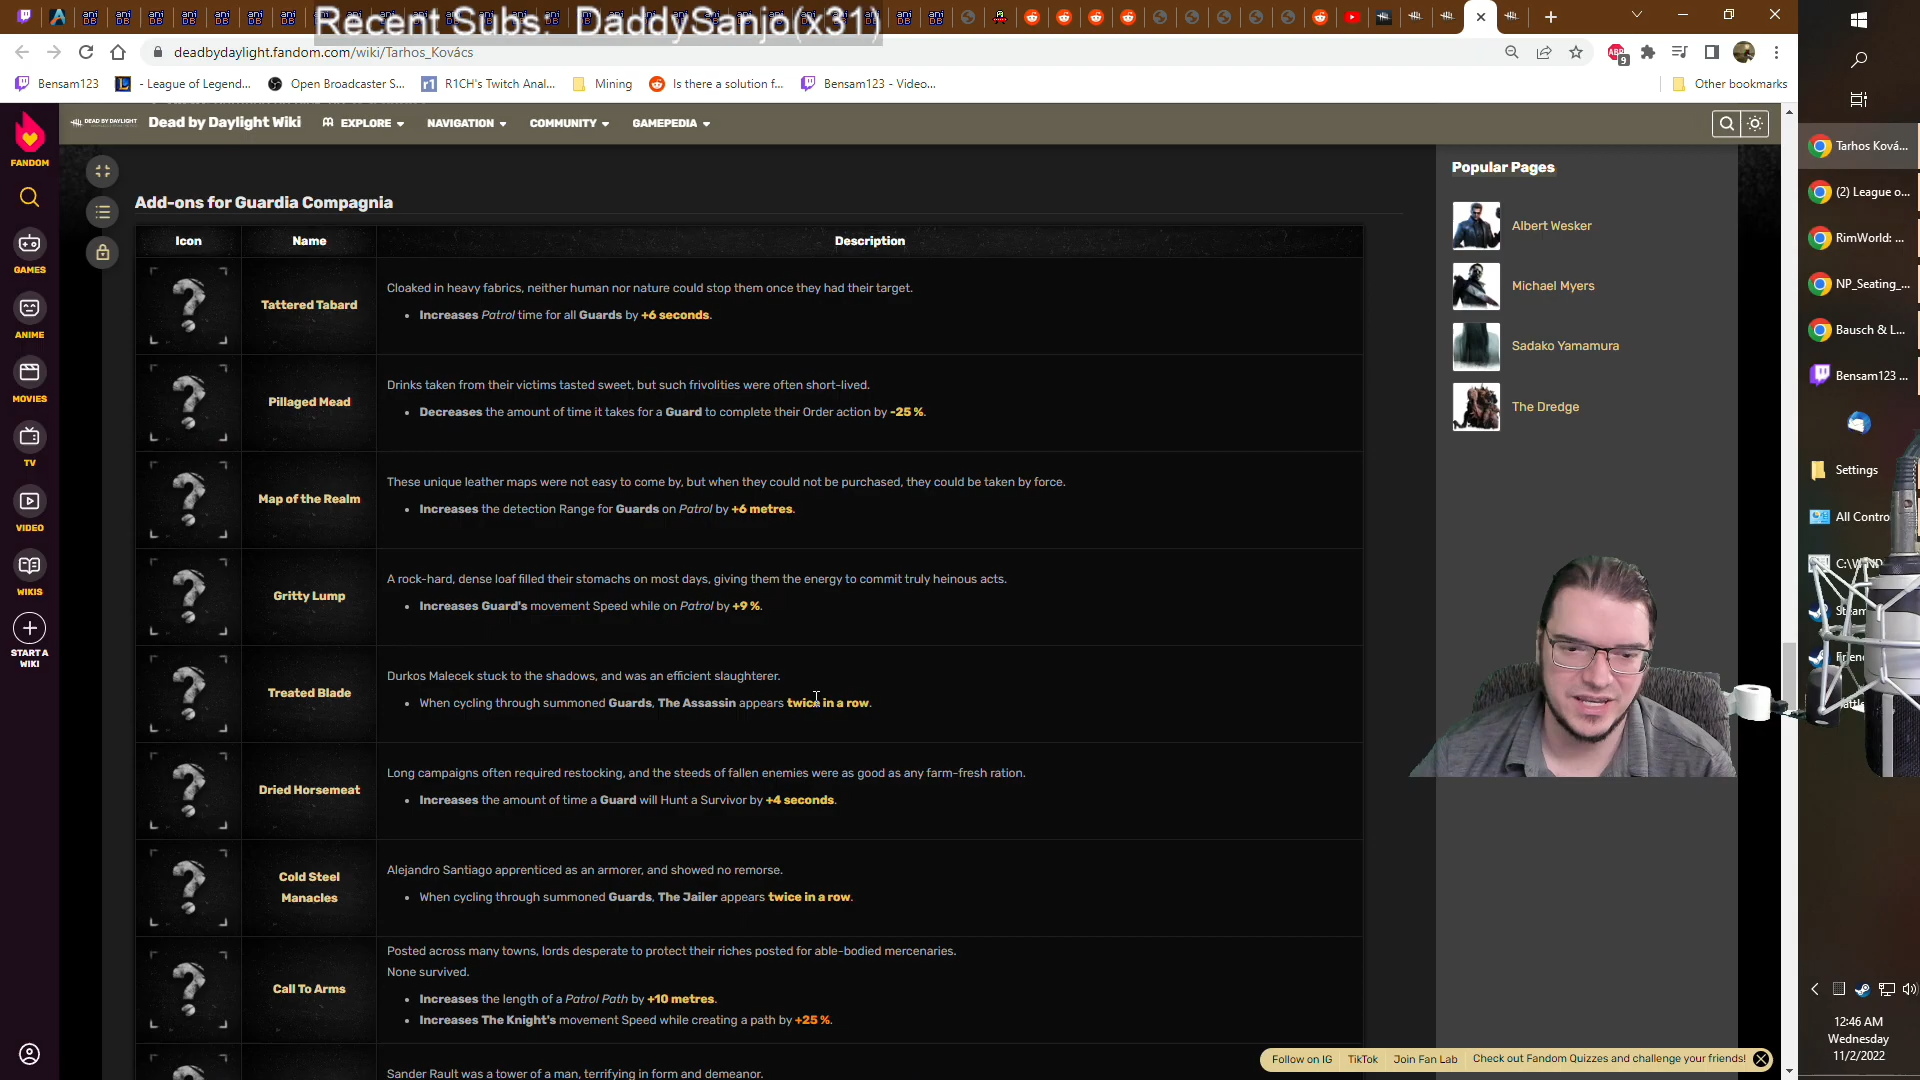 Recent Subs: DaddySanjo(x31)
deadbydaylight.fandom.com/wiki/Tarhos_Kovács
Bensam123
- League of Legend...
Open Broadcaster S...
R1CH's Twitch Anal...
Mining
Is there a solution f...
Bensam123 - Video...
Other bookmarks
FANDOM
GAMES
ANIME
MOVIES
TV
VIDEO
WIKIS
START A
WIKI
DEAD BY DAYLIGHT
Dead by Daylight Wiki
EXPLORE
NAVIGATION
COMMUNITY
GAMEPEDIA
Add-ons for Guardia Compagnia
Icon Name Description
Tattered Tabard
Cloaked in heavy fabrics, neither human nor nature could stop them once they had their target.
• Increases Patrol time for all Guards by +6 seconds.
Pillaged Mead
Drinks taken from their victims tasted sweet, but such frivolities were often short-lived.
• Decreases the amount of time it takes for a Guard to complete their Order action by -25 %.
Map of the Realm
These unique leather maps were not easy to come by, but when they could not be purchased, they could be taken by force.
• Increases the detection Range for Guards on Patrol by +6 metres.
Gritty Lump
A rock-hard, dense loaf filled their stomachs on most days, giving them the energy to commit truly heinous acts.
• Increases Guard's movement Speed while on Patrol by +9 %.
Treated Blade
Durkos Malecek stuck to the shadows, and was an efficient slaughterer.
• When cycling through summoned Guards, The Assassin appears twice in a row.
Dried Horsemeat
Long campaigns often required restocking, and the steeds of fallen enemies were as good as any farm-fresh ration.
• Increases the amount of time a Guard will Hunt a Survivor by +4 seconds.
Cold Steel
Manacles
Alejandro Santiago apprenticed as an armorer, and showed no remorse.
• When cycling through summoned Guards, The Jailer appears twice in a row.
Call To Arms
Posted across many towns, lords desperate to protect their riches posted for able-bodied mercenaries.
None survived.
• Increases the length of a Patrol Path by +10 metres.
• Increases The Knight's movement Speed while creating a path by +25 %.
Sander Rault was a tower of a man, terrifying in form and demeanor.
Popular Pages
Albert Wesker
Michael Myers
Sadako Yamamura
The Dredge
Follow on IG
TikTok
Join Fan Lab
Check out Fandom Quizzes and challenge your friends!
Tarhos Ková...
(2) League o...
RimWorld: ...
NP_Seating_...
Bausch & L...
Bensam123 ...
Settings
All Contro
12:46 AM
Wednesday
11/2/2022